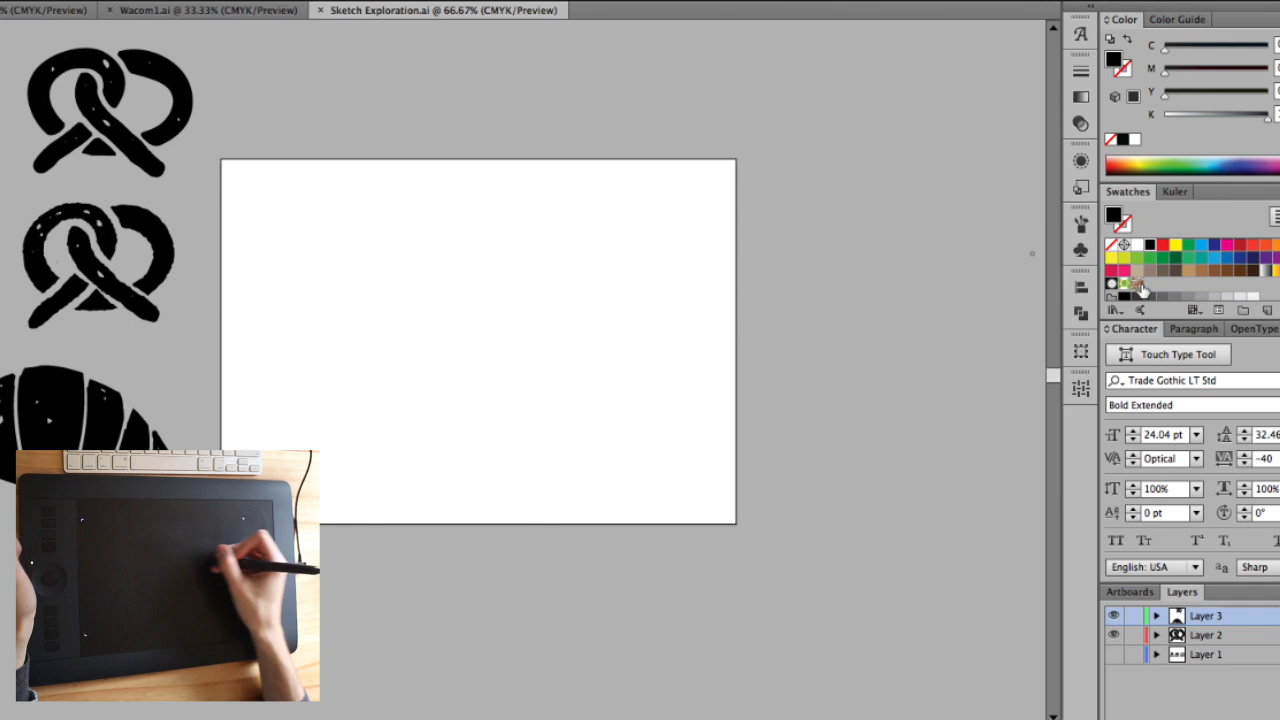 % (CMYK/Preview) × Wacom1.ai @ 33.33% (CMYK/Preview) × Sketch Exploration.ai @ 66.67% (CMYK/Preview)
Color Color Guide
C
M
Y
K
Swatches Kuler
Character Paragraph OpenType
Touch Type Tool
Trade Gothic LT Std
Bold Extended
24.04 pt 32.46
Optical -40
100% 100%
0 pt 0°
English: USA Sharp
Artboards Layers
Layer 3
Layer 2
Layer 1